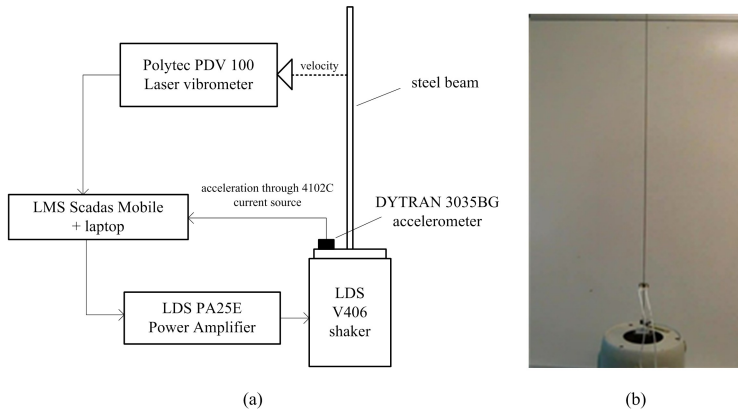 Polytec PDV 100
Laser vibrometer
velocity
steel beam
acceleration through 4102C
current source
DYTRAN 3035BG
accelerometer
LMS Scadas Mobile
+ laptop
LDS PA25E
Power Amplifier
LDS
V406
shaker
(a)
(b)